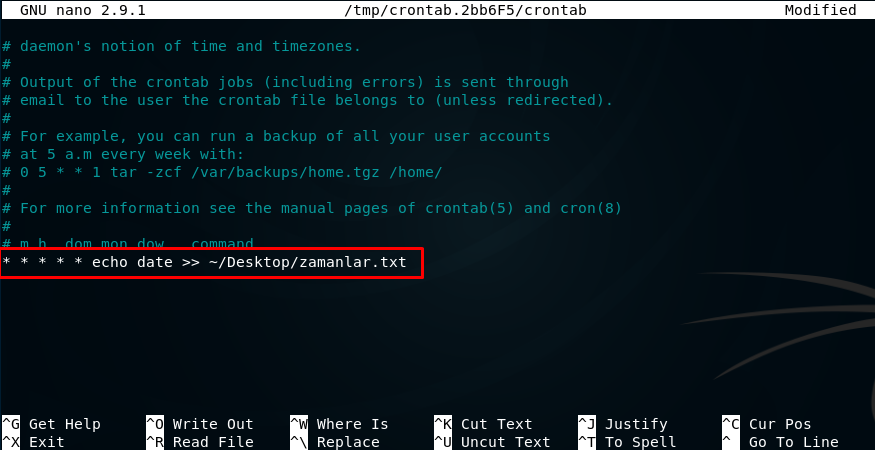 GNU nano 2.9.1 /tmp/crontab.2bb6F5/crontab Modified
# daemon's notion of time and timezones.
#
# Output of the crontab jobs (including errors) is sent through
# email to the user the crontab file belongs to (unless redirected).
#
# For example, you can run a backup of all your user accounts
# at 5 a.m every week with:
# 0 5 * * 1 tar -zcf /var/backups/home.tgz /home/
#
# For more information see the manual pages of crontab(5) and cron(8)
#
# m h  dom mon dow   command
* * * * * echo date >> ~/Desktop/zamanlar.txt
^G Get Help ^O Write Out ^W Where Is ^K Cut Text ^J Justify ^C Cur Pos
^X Exit ^R Read File ^\ Replace ^U Uncut Text ^T To Spell ^_ Go To Line